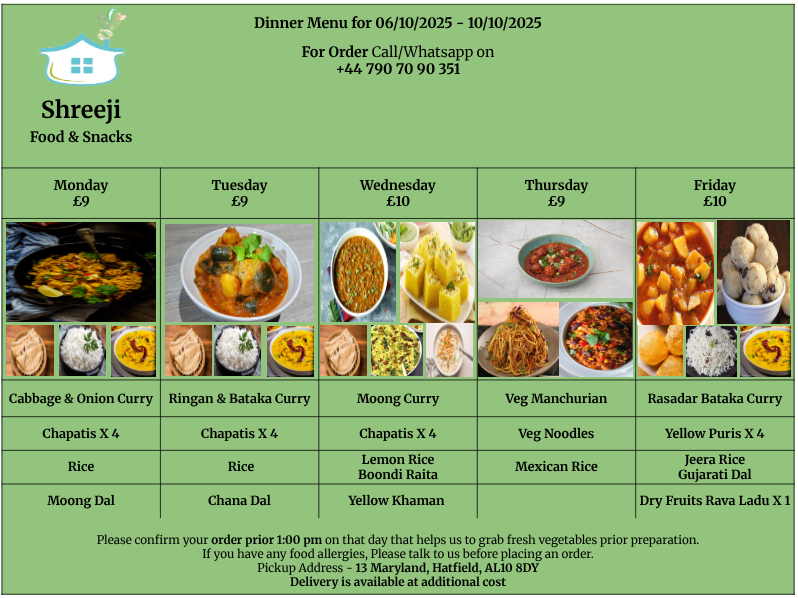 Dinner Menu for 06/10/2025 - 10/10/2025
For Order Call/Whatsapp on
+44 790 70 90 351
Shreeji
Food & Snacks
Monday
£9
Tuesday
£9
Wednesday
£10
Thursday
£9
Friday
£10
Cabbage & Onion Curry
Ringan & Bataka Curry
Moong Curry
Veg Manchurian
Rasadar Bataka Curry
Chapatis X 4
Chapatis X 4
Chapatis X 4
Veg Noodles
Yellow Puris X 4
Rice
Rice
Lemon Rice
Boondi Raita
Mexican Rice
Jeera Rice
Gujarati Dal
Moong Dal
Chana Dal
Yellow Khaman
Dry Fruits Rava Ladu X 1
Please confirm your order prior 1:00 pm on that day that helps us to grab fresh vegetables prior preparation.
If you have any food allergies, Please talk to us before placing an order.
Pickup Address - 13 Maryland, Hatfield, AL10 8DY
Delivery is available at additional cost